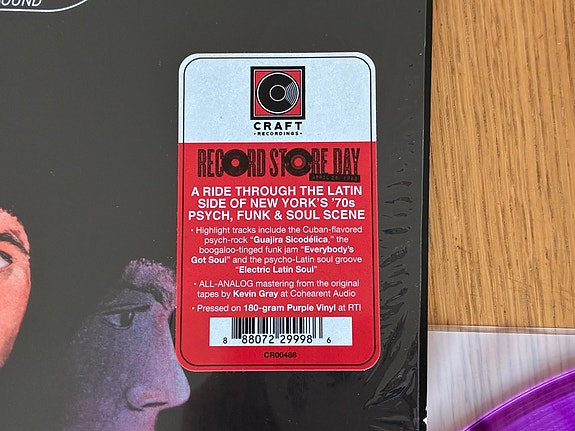 SOUND
CRAFT
•RECORDINGS•
RECORD STORE DAY
A RIDE THROUGH THE LATIN
SIDE OF NEW YORK'S '70s
PSYCH, FUNK & SOUL SCENE
• Highlight tracks include the Cuban-flavored
psych-rock "Guajira Sicodélica," the
boogaloo-tinged funk jam "Everybody's
Got Soul" and the psycho-Latin soul groove
"Electric Latin Soul"
• ALL-ANALOG mastering from the original
tapes by Kevin Gray at Cohearent Audio
• Pressed on 180-gram Purple Vinyl at RTI
8 88072 29998 6
CR00488